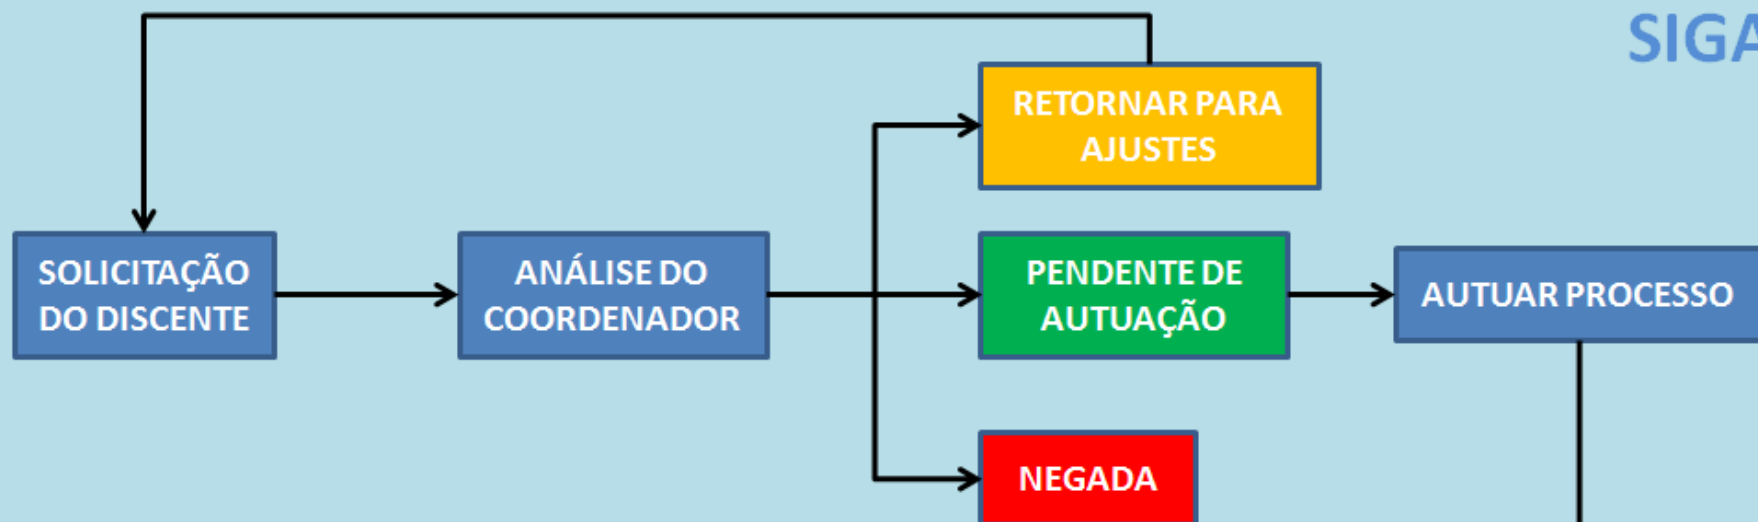 SIGA
RETORNAR PARA
AJUSTES
SOLICITAÇÃO
DO DISCENTE
ANÁLISE DO
COORDENADOR
PENDENTE DE
AUTUAÇÃO
AUTUAR PROCESSO
NEGADA